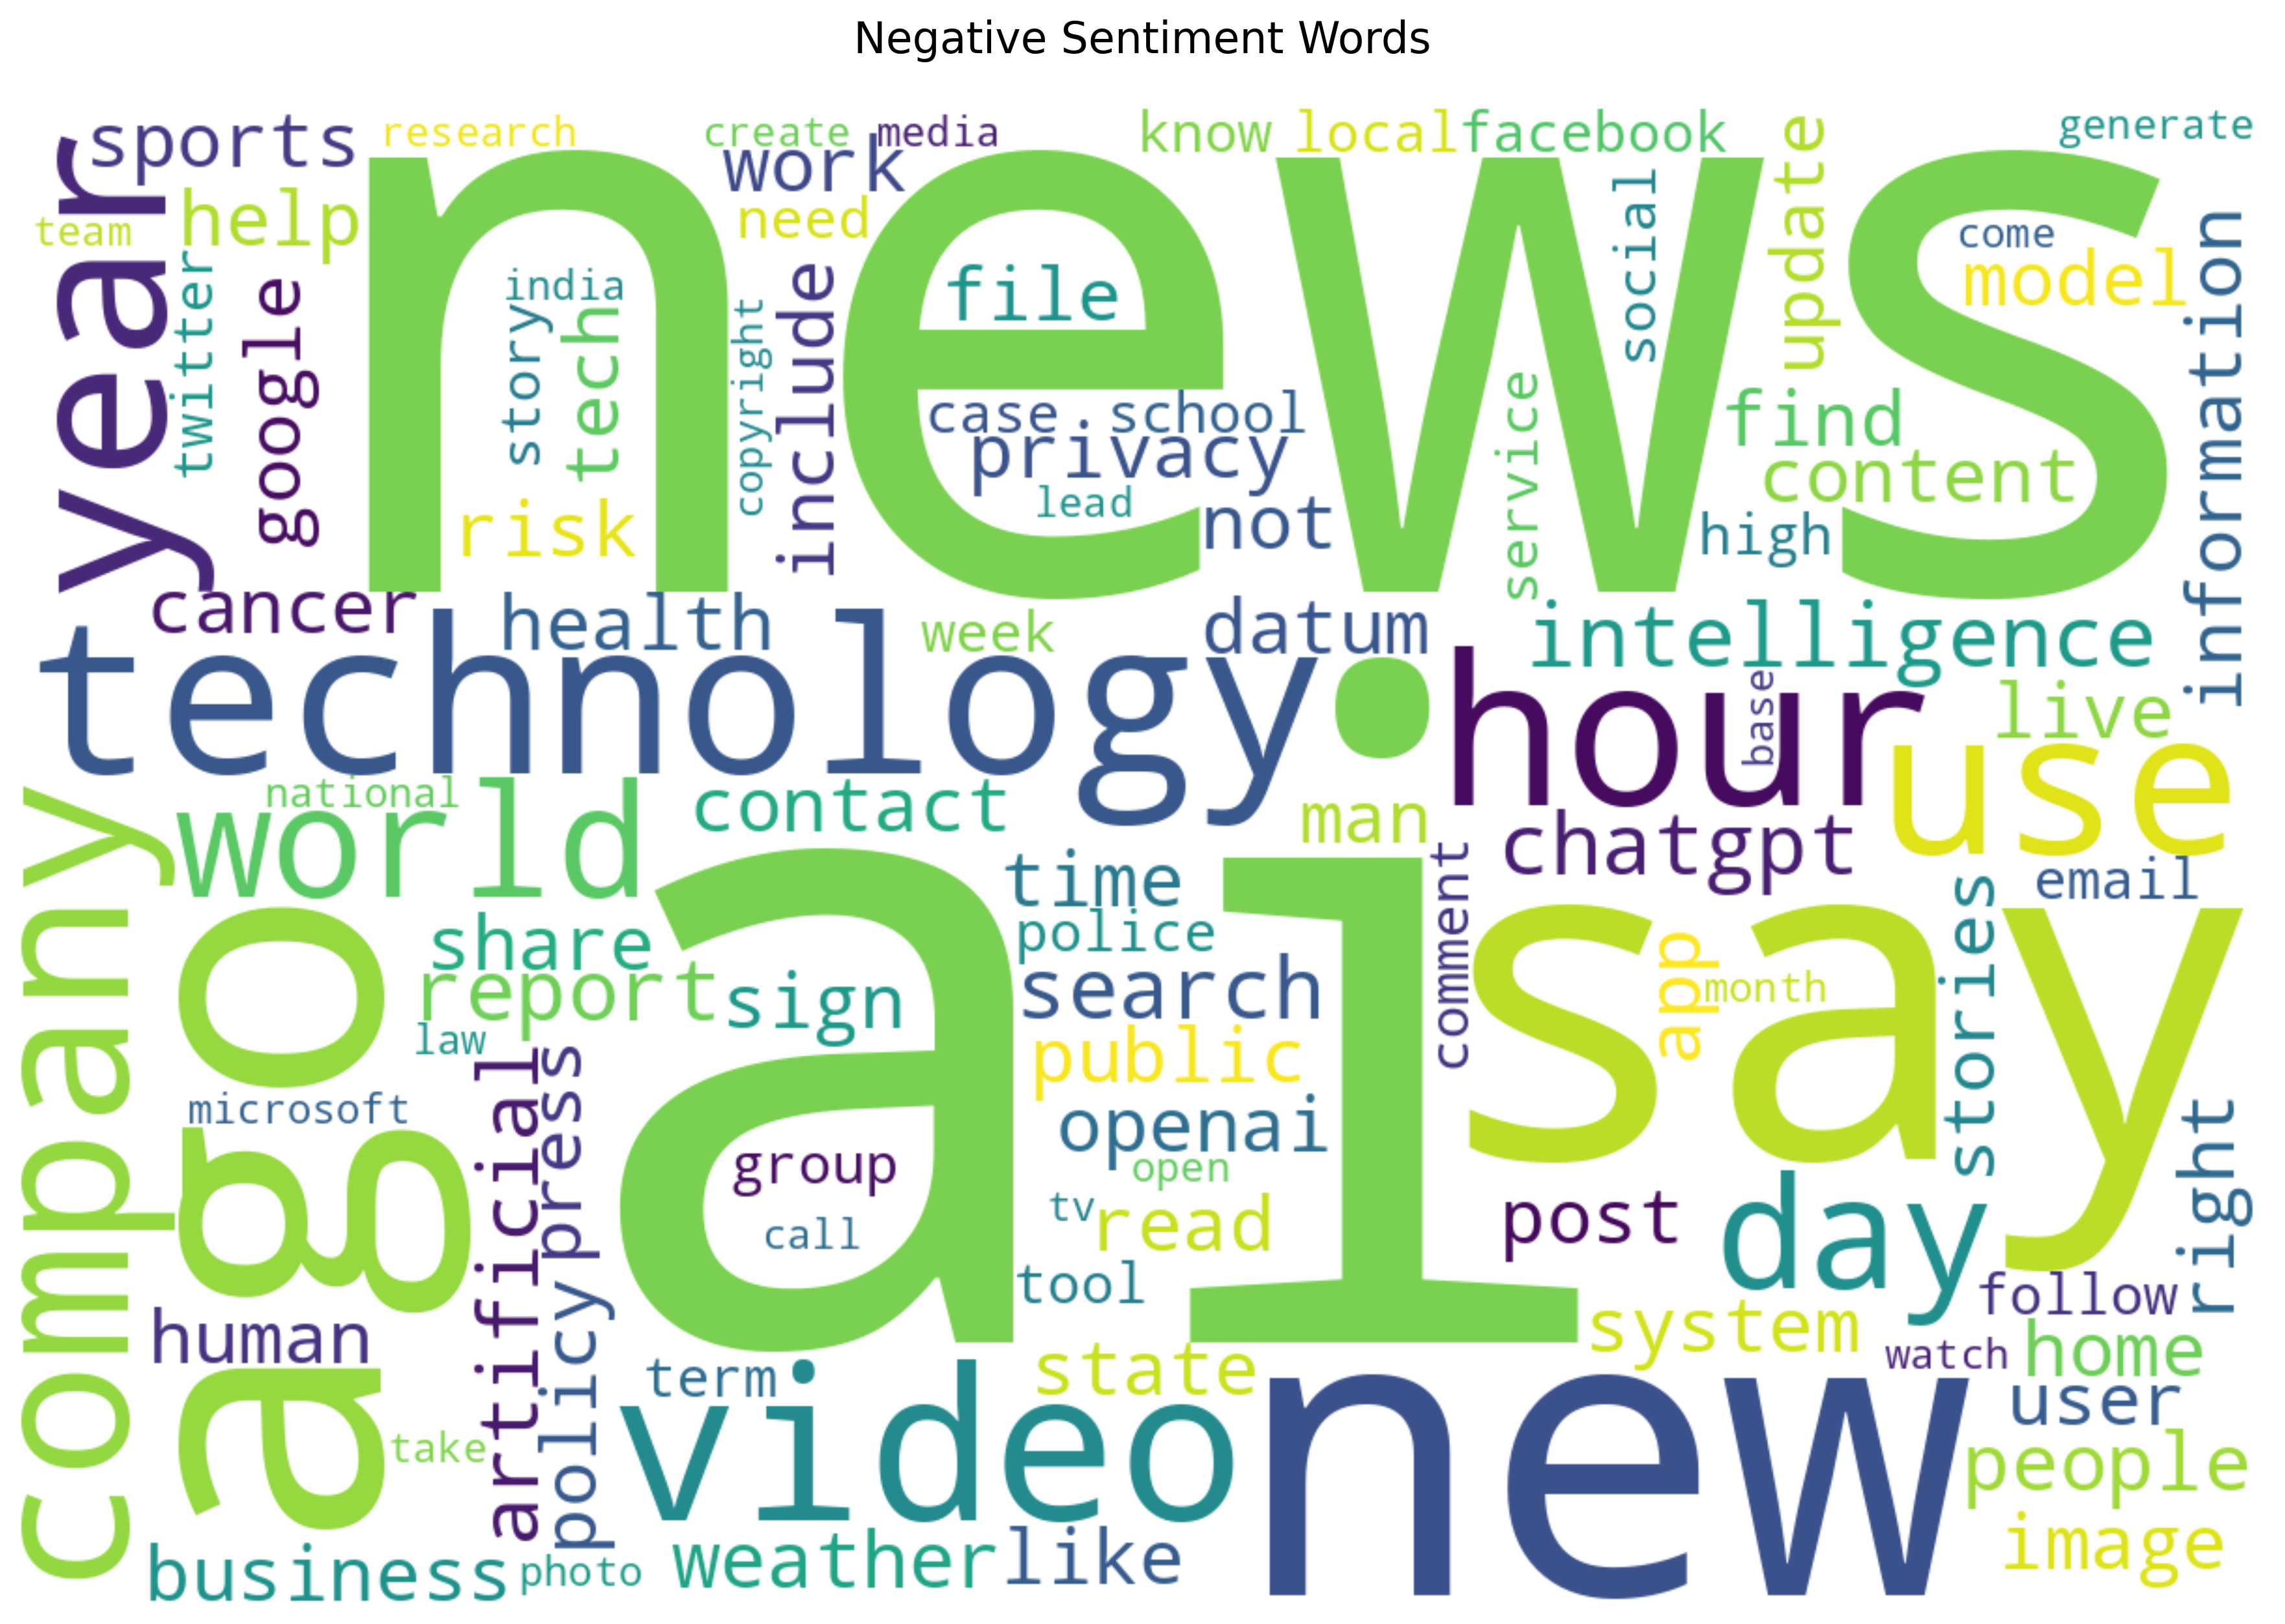 Negative Sentiment Words
sports
research
create
media
know
local
facebook
generate
year
work
update
team
help
need
social
come
news
twitter
google
india
file
model
information
story
tech
copyright
include
case
school
service
find
privacy
content
lead
risk
not
high
cancer
health
week
datum
intelligence
technology
hour
base
live
national
use
company
world
contact
man
chatgpt
ai
time
comment
email
ago
share
police
say
stories
report
sign
search
app
month
law
public
artificial
press
microsoft
openai
right
group
open
call
tv
read
post
day
tool
policy
follow
human
system
term
state
watch
home
video
new
user
take
people
business
photo
weather
like
image